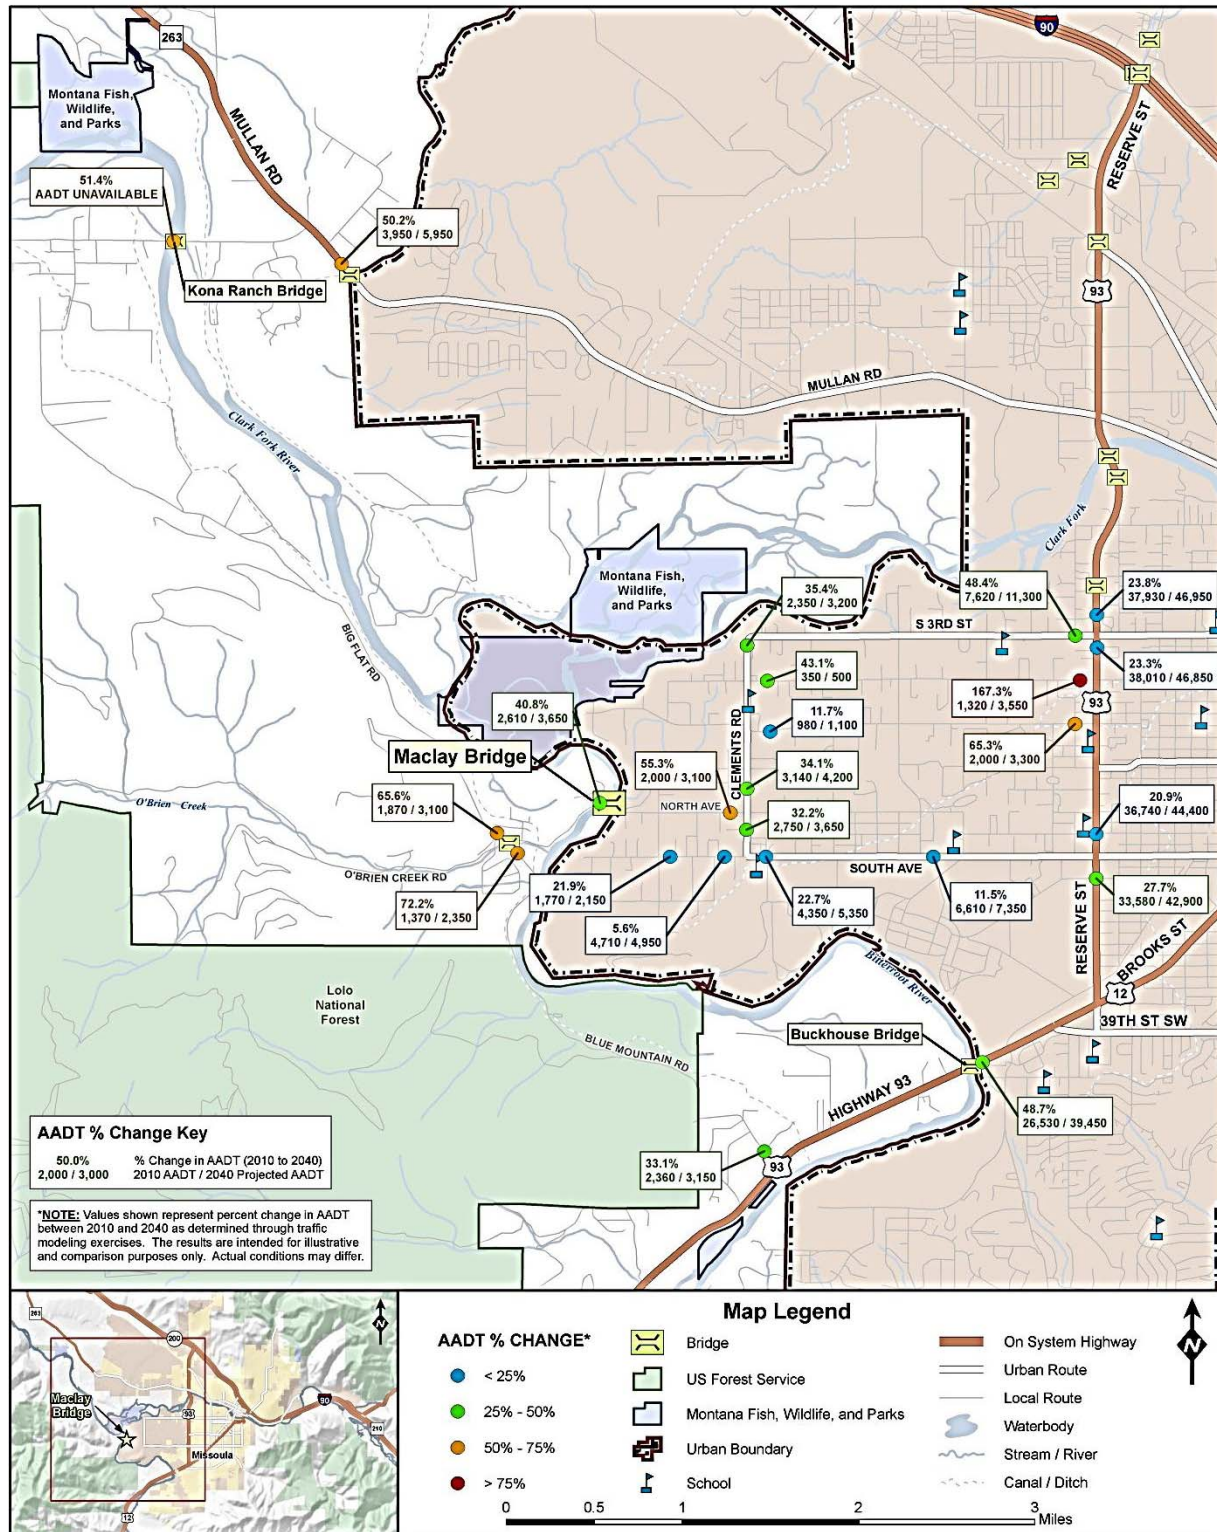 263
90
Montana Fish,
Wildlife,
and Parks
MULLAN RD
RESERVE ST
51.4%
AADT UNAVAILABLE
50.2%
3,950 / 5,950
Kona Ranch Bridge
93
MULLAN RD
Clark Fork River
Clark Fork
BIG FLAT RD
Montana Fish,
Wildlife,
and Parks
35.4%
2,350 / 3,200
48.4%
7,620 / 11,300
23.8%
37,930 / 46,950
S 3RD ST
43.1%
350 / 500
23.3%
38,010 / 46,850
167.3%
1,320 / 3,550
93
40.8%
2,610 / 3,650
11.7%
980 / 1,100
CLEMENTS RD
65.3%
2,000 / 3,300
Maclay Bridge
55.3%
2,000 / 3,100
34.1%
3,140 / 4,200
NORTH AVE
O'Brien Creek
65.6%
1,870 / 3,100
32.2%
2,750 / 3,650
20.9%
36,740 / 44,400
O'BRIEN CREEK RD
SOUTH AVE
72.2%
1,370 / 2,350
21.9%
1,770 / 2,150
22.7%
4,350 / 5,350
11.5%
6,610 / 7,350
27.7%
33,580 / 42,900
5.6%
4,710 / 4,950
RESERVE ST
BROOKS ST
Bitterroot River
12
Lolo
National
Forest
39TH ST SW
Buckhouse Bridge
BLUE MOUNTAIN RD
HIGHWAY 93
48.7%
26,530 / 39,450
33.1%
2,360 / 3,150
93
AADT % Change Key
50.0% % Change in AADT (2010 to 2040)
2,000 / 3,000 2010 AADT / 2040 Projected AADT
*NOTE: Values shown represent percent change in AADT
between 2010 and 2040 as determined through traffic
modeling exercises. The results are intended for illustrative
and comparison purposes only. Actual conditions may differ.
263
200
N
Maclay
Bridge
93
90
210
Missoula
12
Map Legend
AADT % CHANGE*
< 25%
25% - 50%
50% - 75%
> 75%
Bridge
US Forest Service
Montana Fish, Wildlife, and Parks
Urban Boundary
School
On System Highway
Urban Route
Local Route
Waterbody
Stream / River
Canal / Ditch
N
0 0.5 1 2 3
Miles